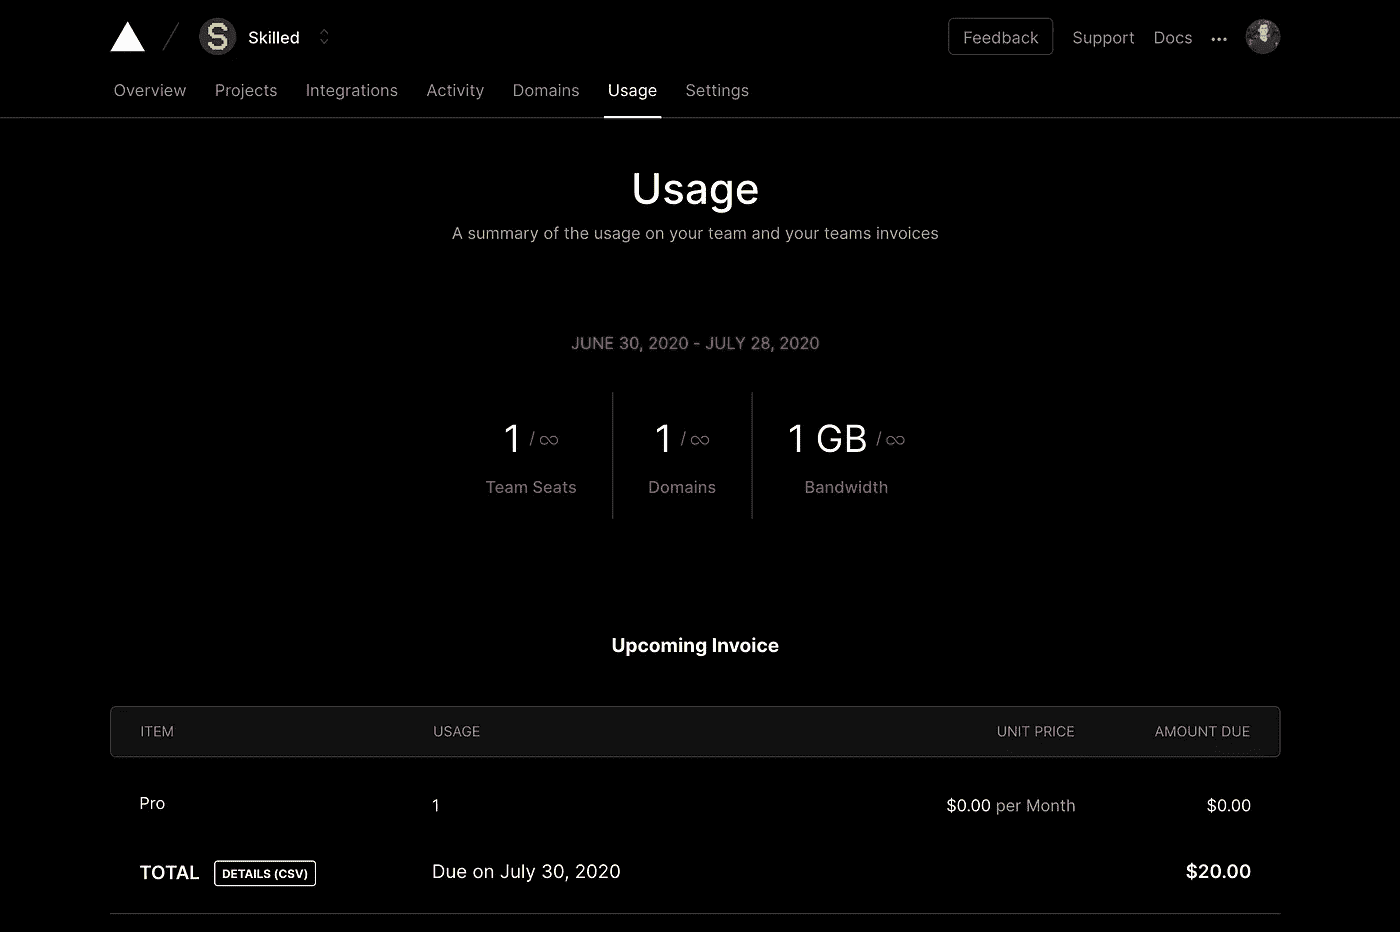 S Skilled Feedback Support Docs ...
Overview Projects Integrations Activity Domains Usage Settings
Usage
A summary of the usage on your team and your teams invoices
JUNE 30, 2020 - JULY 28, 2020
1 / ∞ 1 / ∞ 1 GB / ∞
Team Seats Domains Bandwidth
Upcoming Invoice
ITEM USAGE UNIT PRICE AMOUNT DUE
Pro 1 $0.00 per Month $0.00
TOTAL DETAILS (CSV) Due on July 30, 2020 $20.00